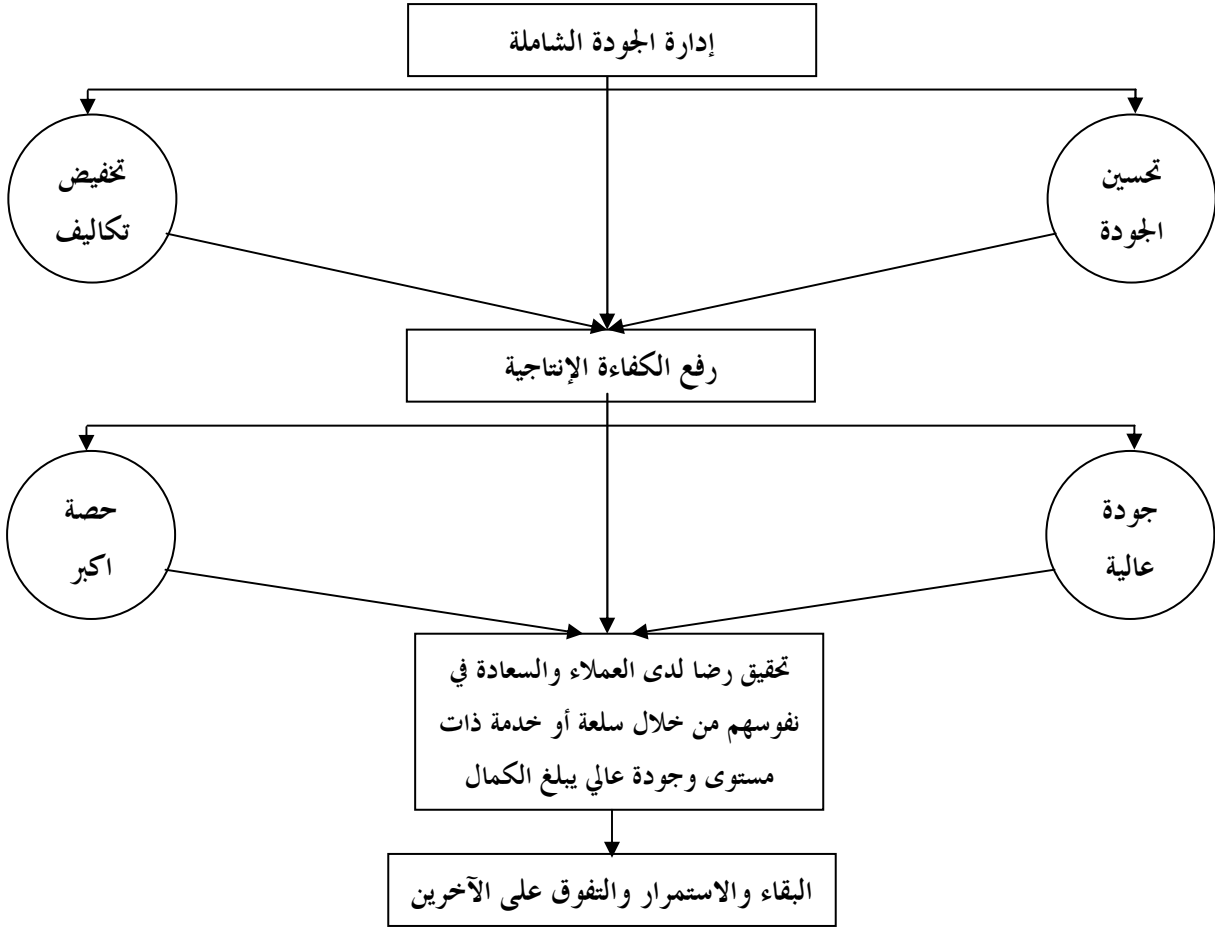 إدارة الجودة الشاملة
تحسين
الجودة
تخفيض
تكاليف
رفع الكفاءة الإنتاجية
جودة
عالية
حصة
اكبر
تحقيق رضا لدى العملاء والسعادة في
نفوسهم من خلال سلعة أو خدمة ذات
مستوى وجودة عالي يبلغ الكمال
البقاء والاستمرار والتفوق على الآخرين